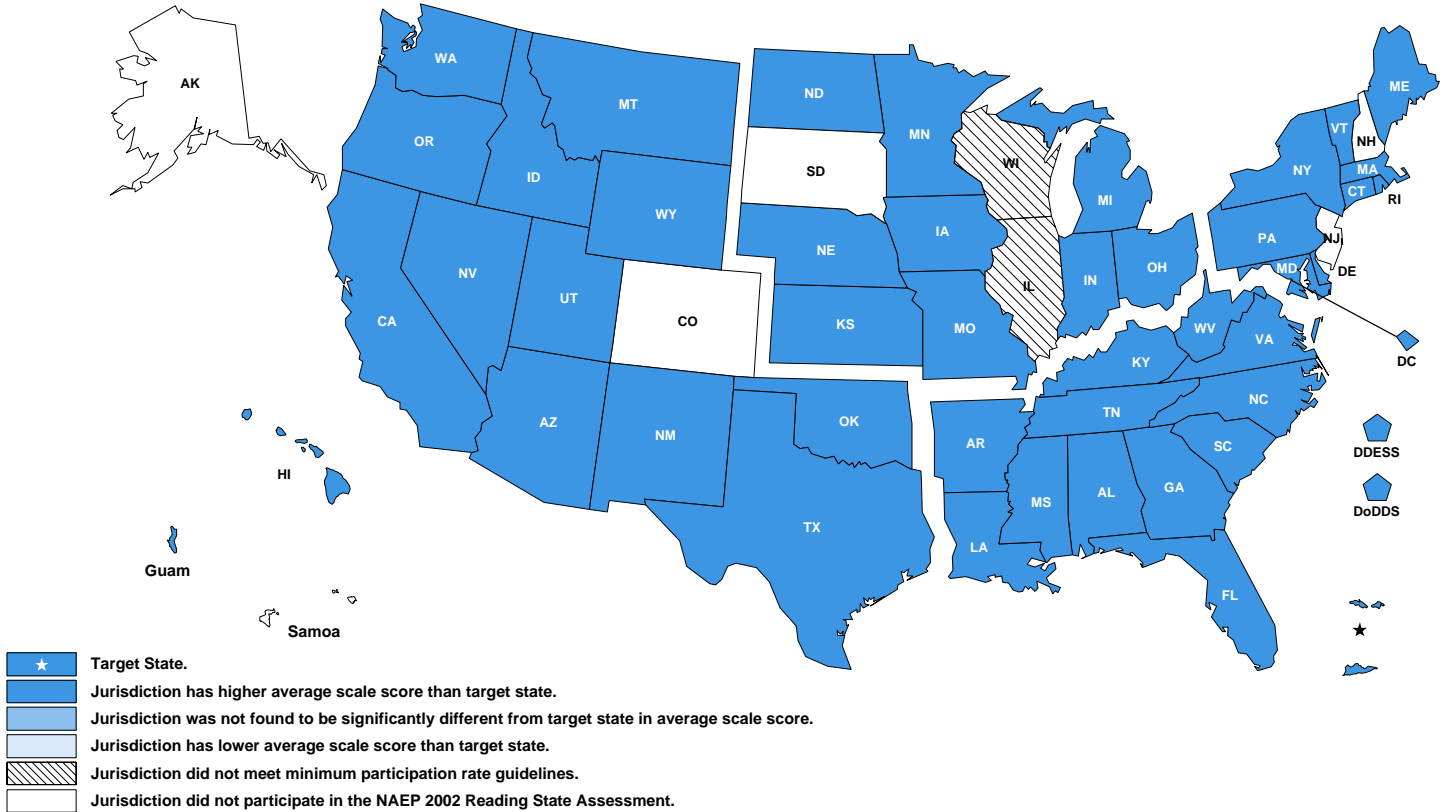 AK
WA
MT
ND
MN
ME
VT
NH
OR
ID
SD
WI
NY
MA
CT
RI
WY
MI
IA
PA
NE
NJ
NV
OH
IN
MD
DE
UT
IL
CA
CO
KS
MO
WV
VA
KY
DC
NC
TN
AZ
NM
OK
AR
SC
DDESS
HI
MS
AL
GA
DoDDS
TX
LA
Guam
FL
Samoa
Target State.
Jurisdiction has higher average scale score than target state.
Jurisdiction was not found to be significantly different from target state in average scale score.
Jurisdiction has lower average scale score than target state.
Jurisdiction did not meet minimum participation rate guidelines.
Jurisdiction did not participate in the NAEP 2002 Reading State Assessment.